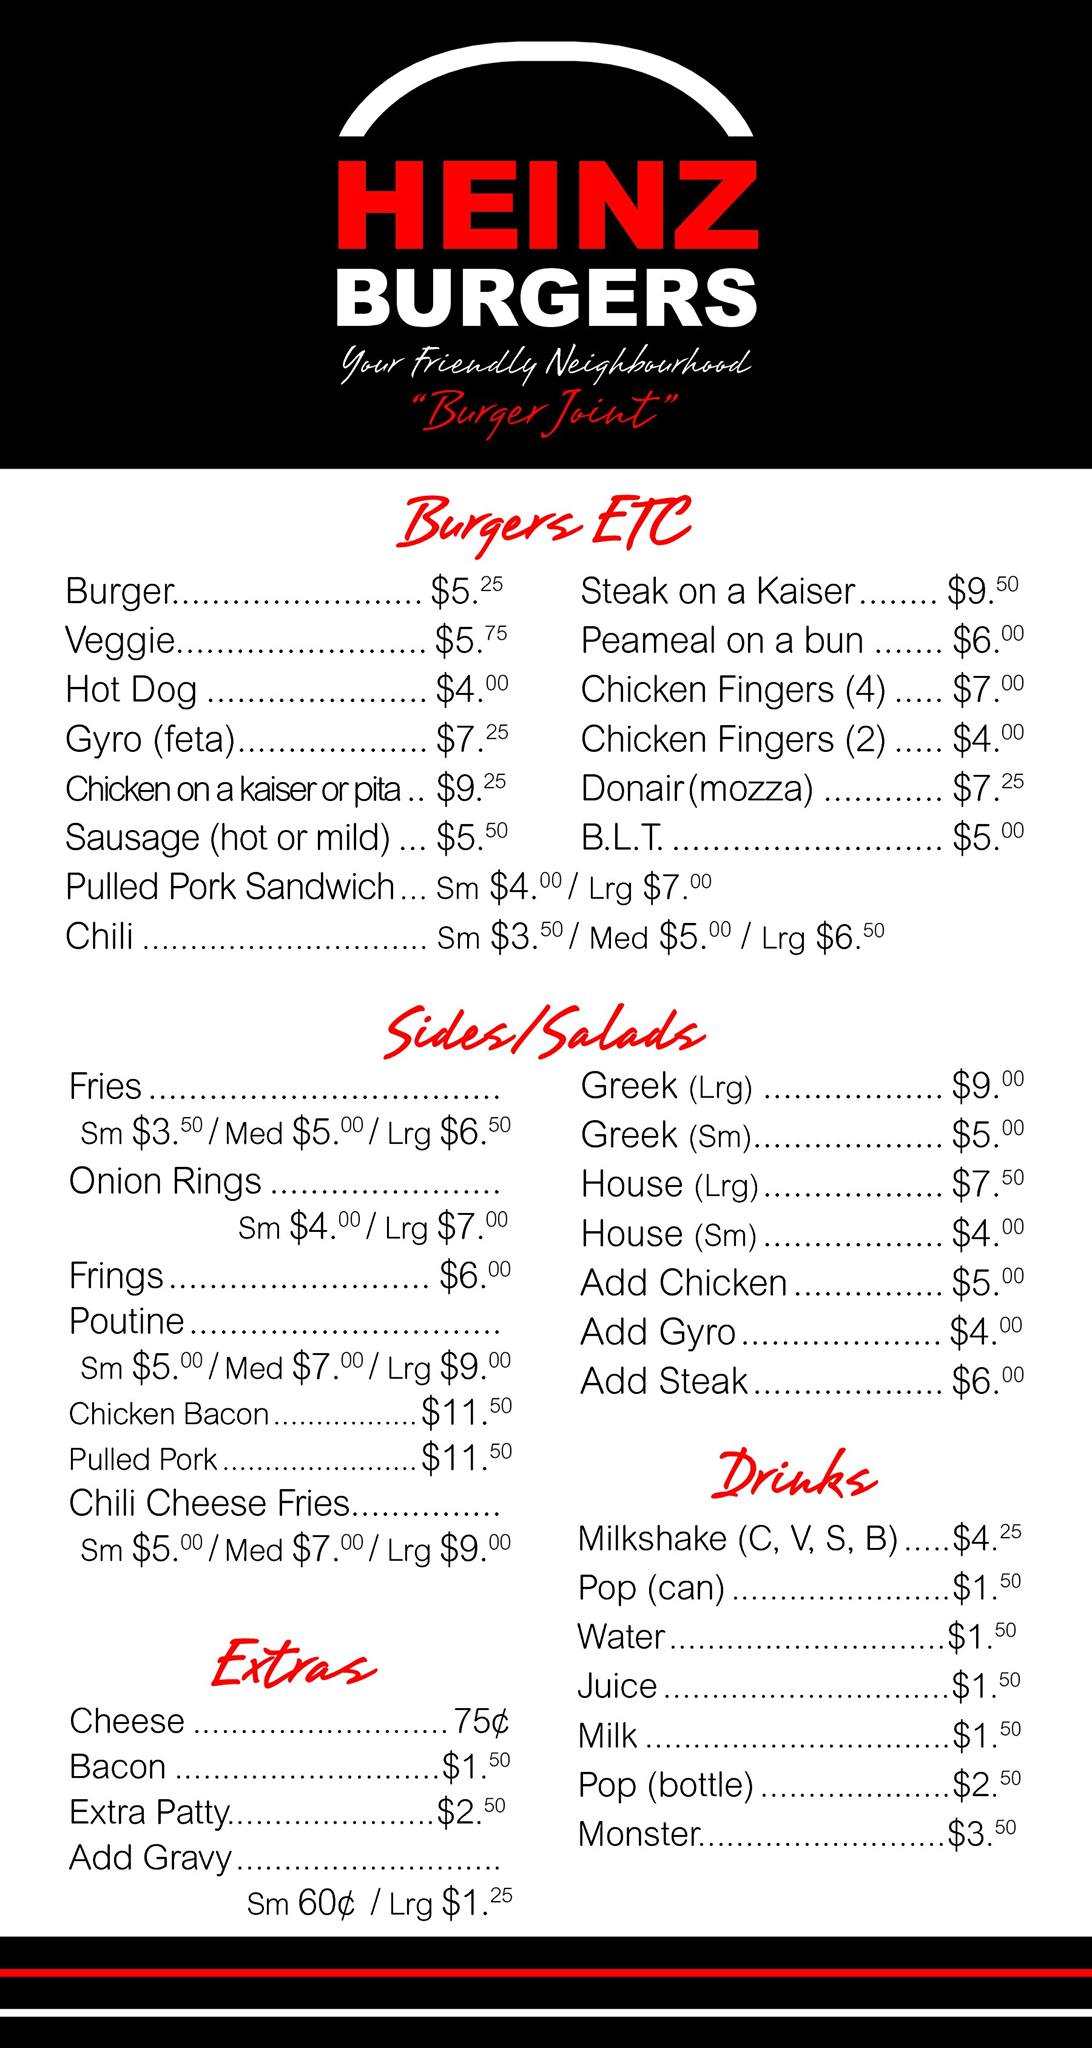 HEINZ
BURGERS
Your Friendly Neighbourhood
"Burger Joint"
Burgers ETC
Burger......................... $5.25
Veggie......................... $5.75
Hot Dog ...................... $4.00
Gyro (feta)................... $7.25
Chicken on a kaiser or pita .. $9.25
Sausage (hot or mild) ... $5.50
Steak on a Kaiser........ $9.50
Peameal on a bun ....... $6.00
Chicken Fingers (4) ..... $7.00
Chicken Fingers (2) ..... $4.00
Donair(mozza) ............ $7.25
B.L.T. ........................... $5.00
Pulled Pork Sandwich... Sm $4.00 / Lrg $7.00
Chili ............................ Sm $3.50 / Med $5.00 / Lrg $6.50
Sides/Salads
Fries ...................................
Sm $3.50 / Med $5.00 / Lrg $6.50
Onion Rings .......................
Sm $4.00 / Lrg $7.00
Frings.......................... $6.00
Poutine...............................
Sm $5.00 / Med $7.00 / Lrg $9.00
Chicken Bacon.................$11.50
Pulled Pork.......................$11.50
Chili Cheese Fries...............
Sm $5.00 / Med $7.00 / Lrg $9.00
Greek (Lrg) .................. $9.00
Greek (Sm)................... $5.00
House (Lrg).................. $7.50
House (Sm).................. $4.00
Add Chicken............... $5.00
Add Gyro.................... $4.00
Add Steak................... $6.00
Extras
Cheese .......................... 75¢
Bacon ...........................$1.50
Extra Patty.....................$2.50
Add Gravy..........................
Sm 60¢ / Lrg $1.25
Drinks
Milkshake (C, V, S, B).....$4.25
Pop (can) ......................$1.50
Water............................$1.50
Juice .............................$1.50
Milk ...............................$1.50
Pop (bottle) ...................$2.50
Monster.........................$3.50